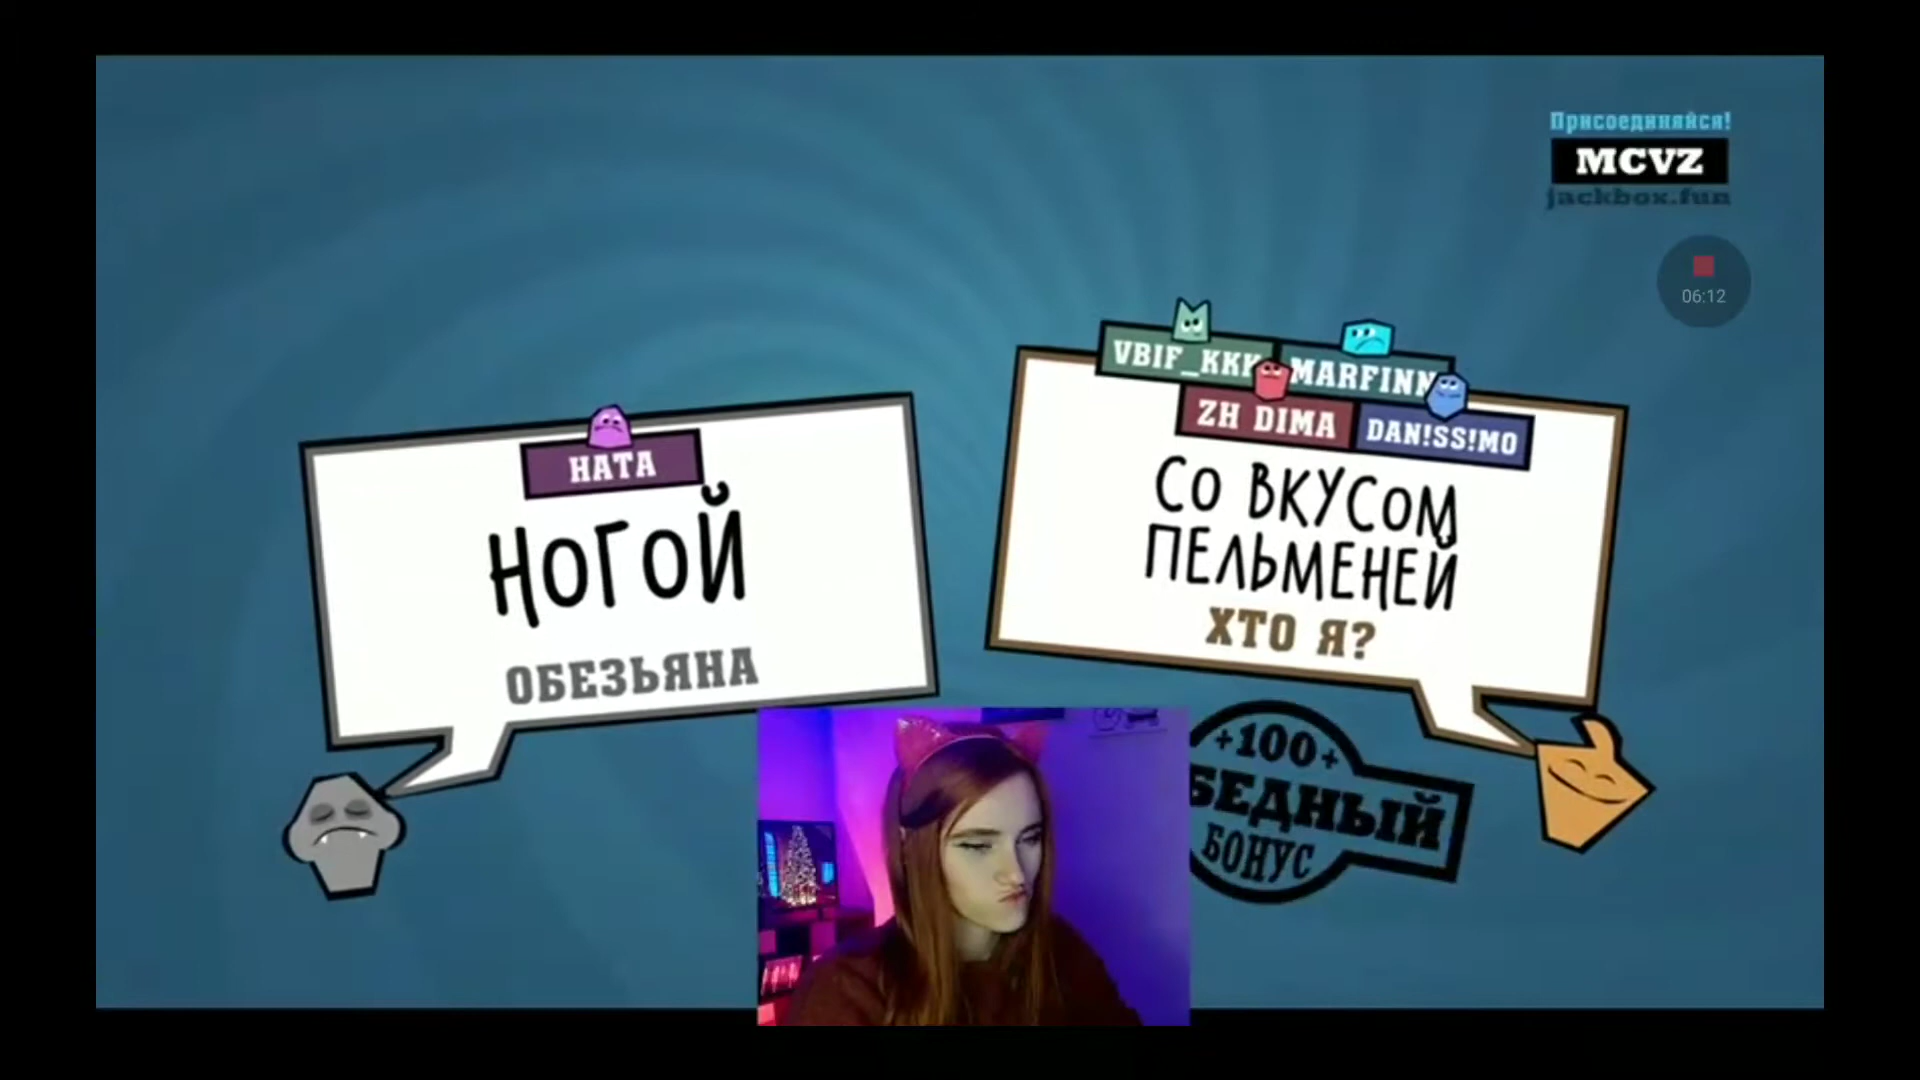 Присоединяйся!
MCVZ
jackbox.fun
06:12
VBIF_KKK
MARFINN
ZH DIMA
DAN!SS!MO
НАТА
НОГОЙ
ОБЕЗЬЯНА
СО ВКУСОМ
ПЕЛЬМЕНЕЙ
ХТО Я?
+100+
БЕДНЫЙ
БОНУС